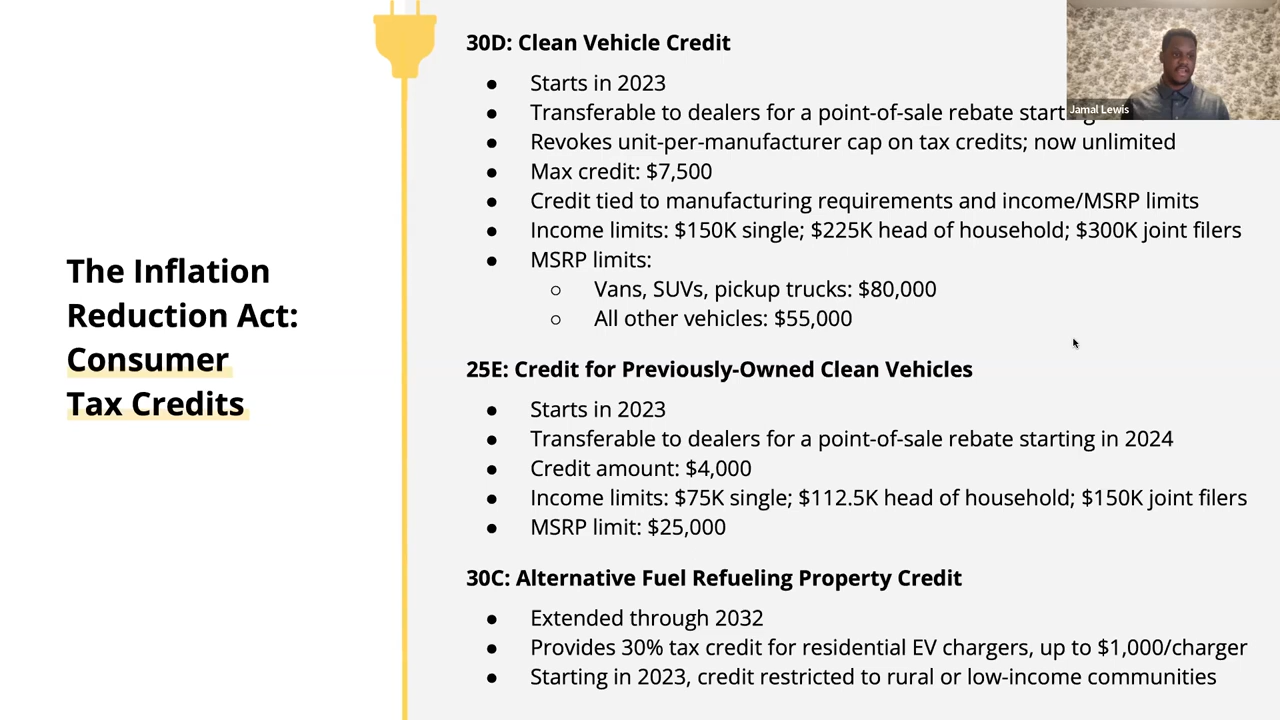 The Inflation
Reduction Act:
Consumer
Tax Credits
30D: Clean Vehicle Credit
● Starts in 2023
● Transferable to dealers for a point-of-sale rebate
● Revokes unit-per-manufacturer cap on tax credits; now unlimited
● Max credit: $7,500
● Credit tied to manufacturing requirements and income/MSRP limits
● Income limits: $150K single; $225K head of household; $300K joint filers
● MSRP limits:
○ Vans, SUVs, pickup trucks: $80,000
○ All other vehicles: $55,000
25E: Credit for Previously-Owned Clean Vehicles
● Starts in 2023
● Transferable to dealers for a point-of-sale rebate starting in 2024
● Credit amount: $4,000
● Income limits: $75K single; $112.5K head of household; $150K joint filers
● MSRP limit: $25,000
30C: Alternative Fuel Refueling Property Credit
● Extended through 2032
● Provides 30% tax credit for residential EV chargers, up to $1,000/charger
● Starting in 2023, credit restricted to rural or low-income communities
Jamal Lewis